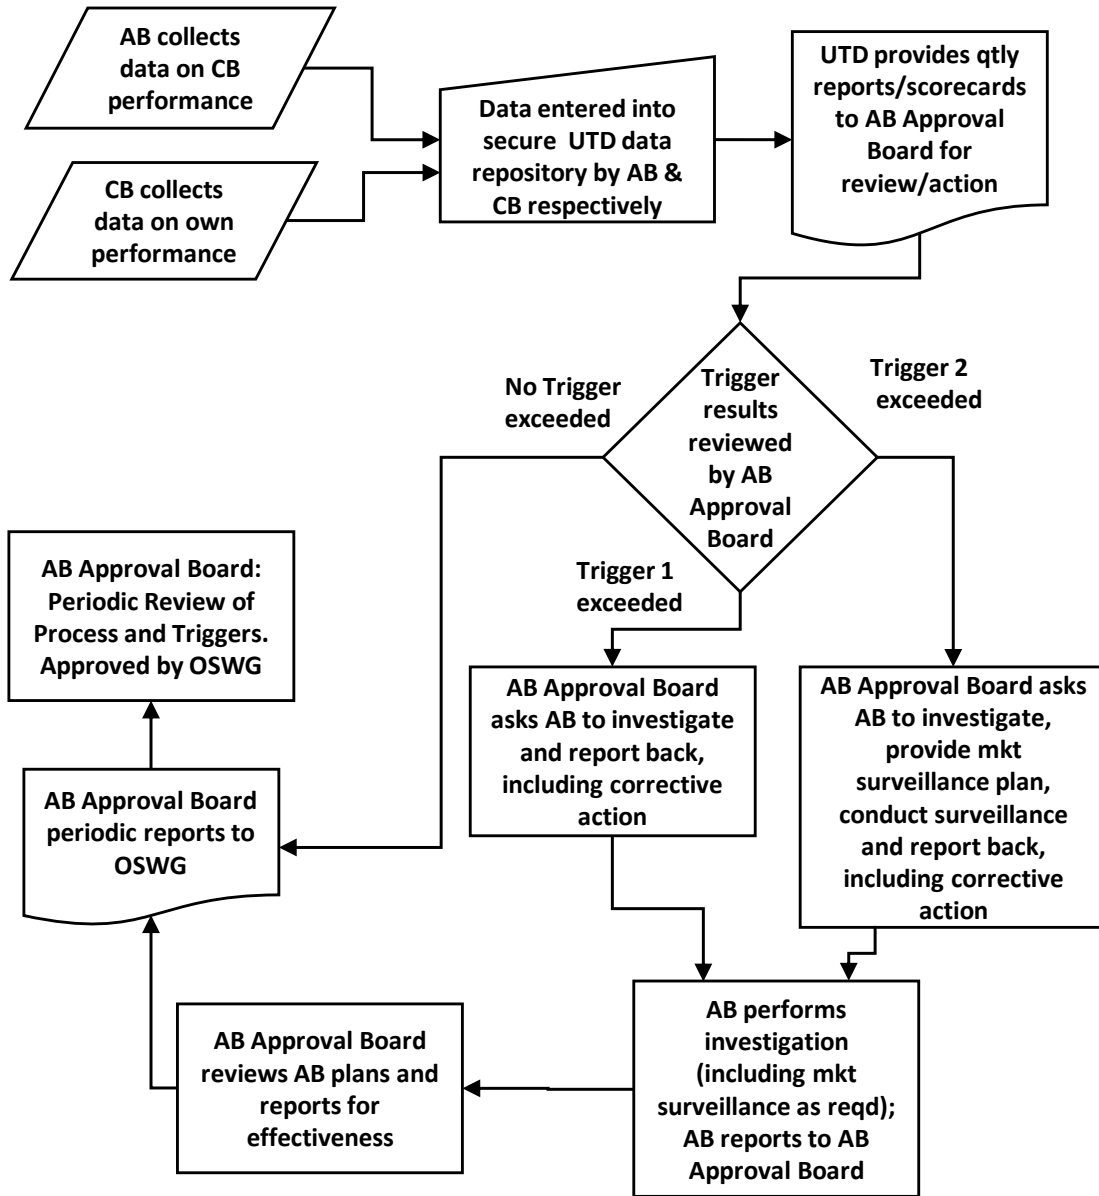 AB collects
data on CB
performance
CB collects
data on own
performance
Data entered into
secure UTD data
repository by AB &
CB respectively
UTD provides qtly
reports/scorecards
to AB Approval
Board for
review/action
No Trigger
exceeded
Trigger
results
reviewed
by AB
Approval
Board
Trigger 2
exceeded
Trigger 1
exceeded
AB Approval Board:
Periodic Review of
Process and Triggers.
Approved by OSWG
AB Approval Board
asks AB to investigate
and report back,
including corrective
action
AB Approval Board asks
AB to investigate,
provide mkt
surveillance plan,
conduct surveillance
and report back,
including corrective
action
AB Approval Board
periodic reports to
OSWG
AB Approval Board
reviews AB plans and
reports for
effectiveness
AB performs
investigation
(including mkt
surveillance as reqd);
AB reports to AB
Approval Board